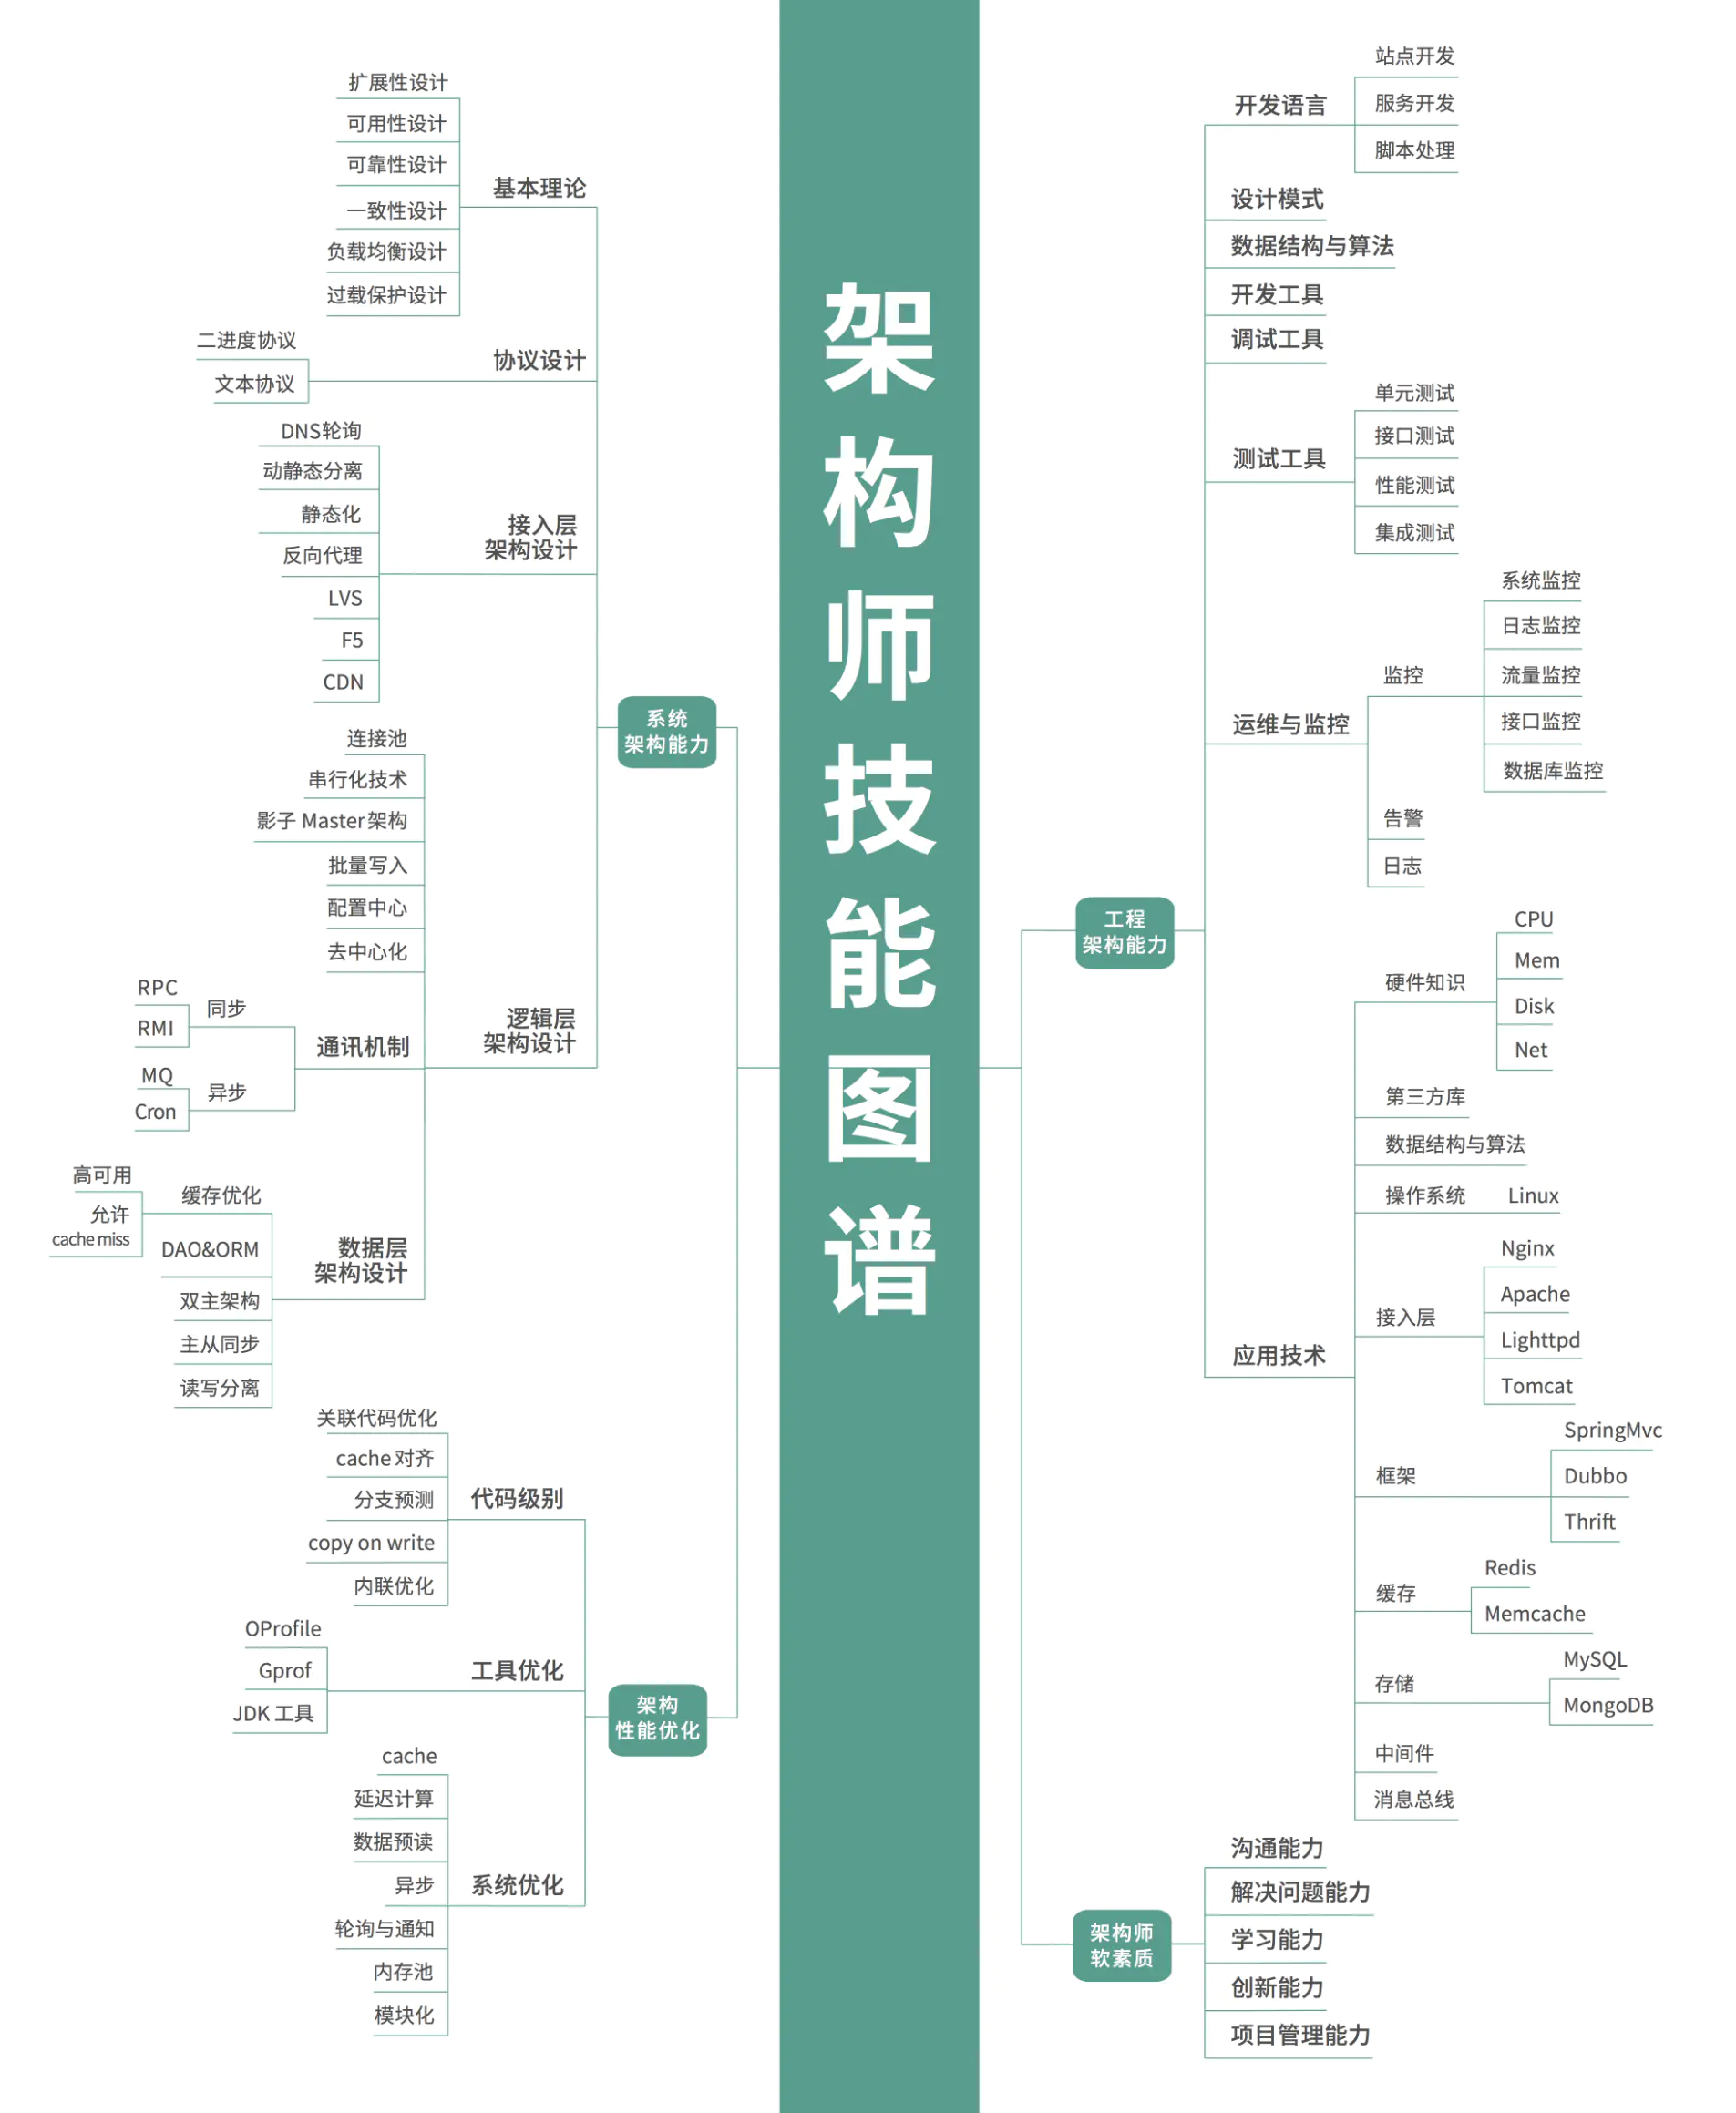 架构师技能图谱
系统
架构能力
基本理论
扩展性设计
可用性设计
可靠性设计
一致性设计
负载均衡设计
过载保护设计
协议设计
二进度协议
文本协议
接入层
架构设计
DNS轮询
动静态分离
静态化
反向代理
LVS
F5
CDN
逻辑层
架构设计
连接池
串行化技术
影子 Master架构
批量写入
配置中心
去中心化
通讯机制
同步
RPC
RMI
异步
MQ
Cron
数据层
架构设计
缓存优化
高可用
允许
cache miss
DAO&ORM
双主架构
主从同步
读写分离
架构
性能优化
代码级别
关联代码优化
cache 对齐
分支预测
copy on write
内联优化
工具优化
OProfile
Gprof
JDK 工具
系统优化
cache
延迟计算
数据预读
异步
轮询与通知
内存池
模块化
工程
架构能力
开发语言
站点开发
服务开发
脚本处理
设计模式
数据结构与算法
开发工具
调试工具
测试工具
单元测试
接口测试
性能测试
集成测试
运维与监控
监控
系统监控
日志监控
流量监控
接口监控
数据库监控
告警
日志
应用技术
硬件知识
CPU
Mem
Disk
Net
第三方库
数据结构与算法
操作系统 Linux
接入层
Nginx
Apache
Lighttpd
Tomcat
框架
SpringMvc
Dubbo
Thrift
缓存
Redis
Memcache
存储
MySQL
MongoDB
中间件
消息总线
架构师
软素质
沟通能力
解决问题能力
学习能力
创新能力
项目管理能力